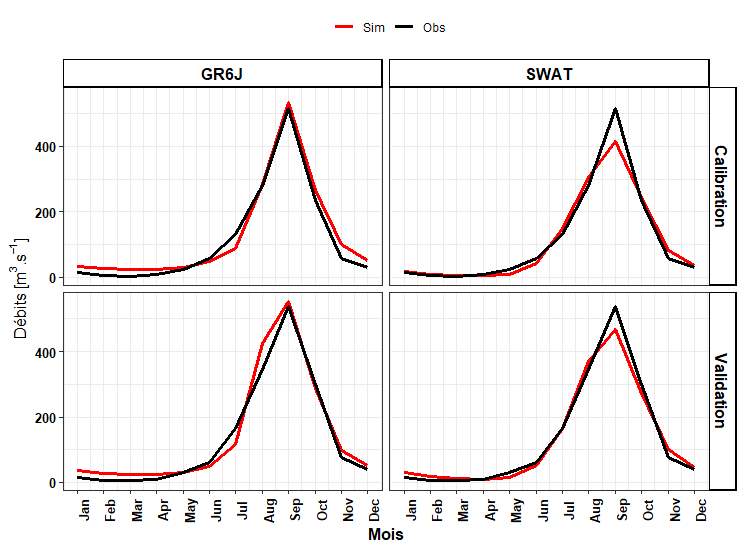 Sim Obs
GR6J SWAT
Calibration
Validation
Débits [m³.s⁻¹]
400
200
0
400
200
0
Jan Feb Mar Apr May Jun Jul Aug Sep Oct Nov Dec
Jan Feb Mar Apr May Jun Jul Aug Sep Oct Nov Dec
Mois